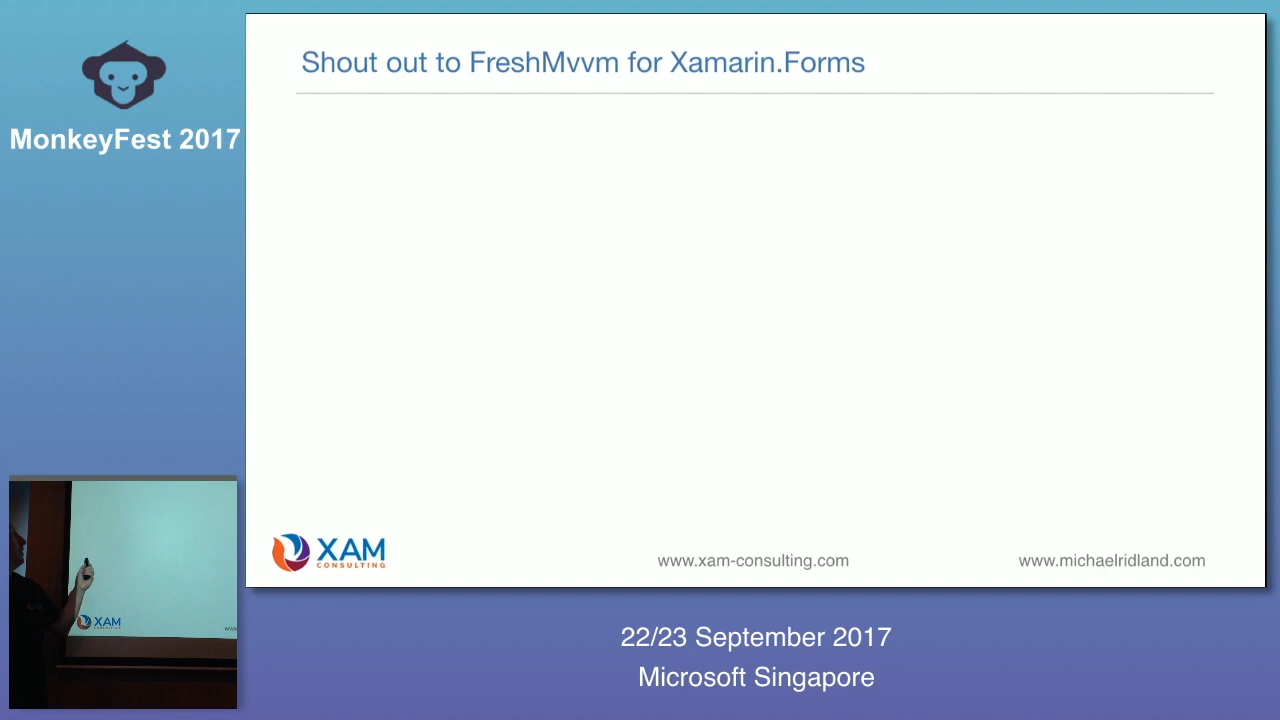 MonkeyFest 2017
Shout out to FreshMvvm for Xamarin.Forms
XAM
CONSULTING
www.xam-consulting.com
www.michaelridland.com
XAM
22/23 September 2017
Microsoft Singapore